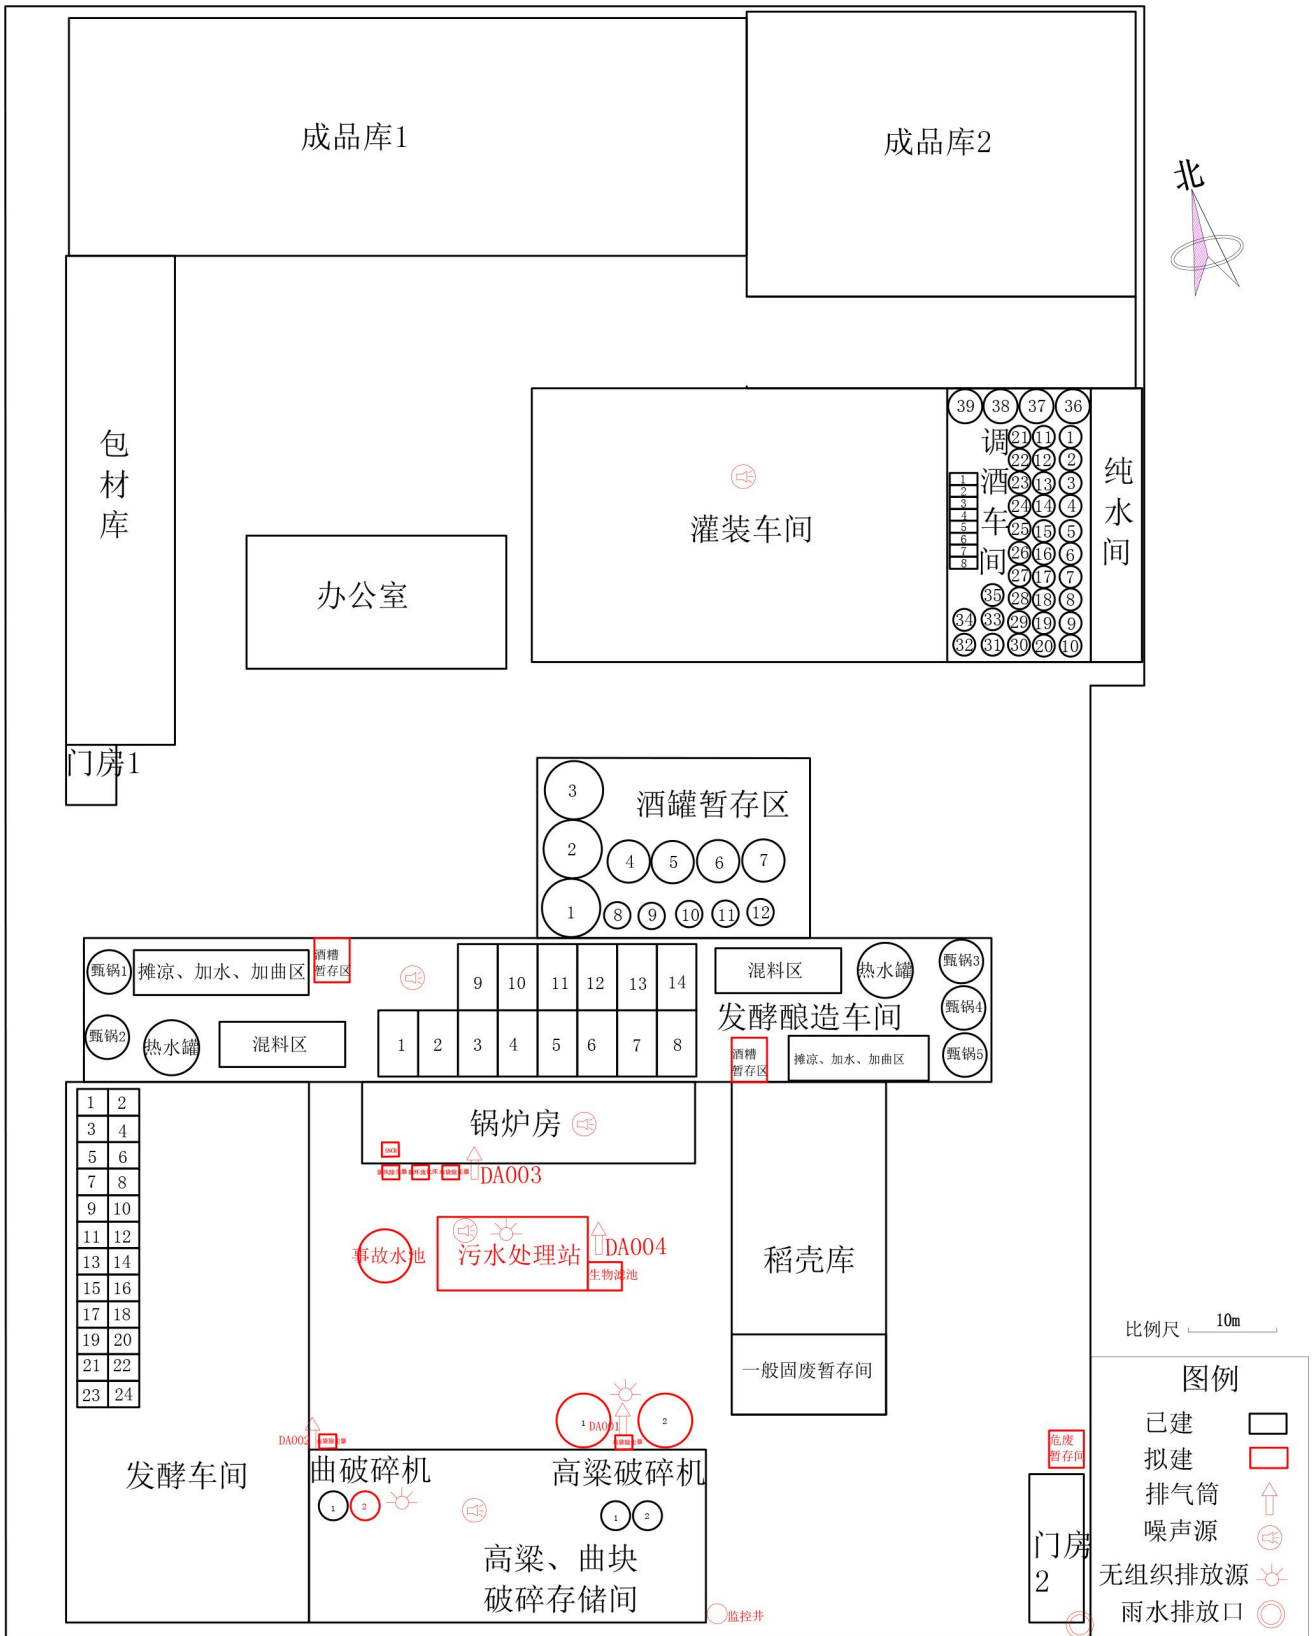 成品库1
成品库2
北
包
材
库
办公室
灌装车间
39 38 37 36
调
酒
车
间
21 11 1
22 12 2
23 13 3
24 14 4
25 15 5
26 16 6
27 17 7
28 18 8
29 19 9
30 20 10
35
34 33
32 31
1
2
3
4
5
6
7
8
纯
水
间
门房1
酒罐暂存区
3
2
1
4 5 6 7
8 9 10 11 12
甑锅1
摊凉、加水、加曲区
酒糟
暂存区
甑锅2
热水罐
混料区
9 10 11 12 13 14
1 2 3 4 5 6 7 8
混料区
热水罐
甑锅3
发酵酿造车间
甑锅4
酒糟
暂存区
摊凉、加水、加曲区
甑锅5
1 2
3 4
5 6
7 8
9 10
11 12
13 14
15 16
17 18
19 20
21 22
23 24
发酵车间
锅炉房
SNCR
DA003
事故水池
污水处理站
DA004
生物滤池
稻壳库
一般固废暂存间
1
DA001
2
DA002
曲破碎机
1 2
高粱破碎机
1 2
高粱、曲块
破碎存储间
监控井
危废
暂存间
门房
2
比例尺 10m
图例
已建
拟建
排气筒
噪声源
无组织排放源
雨水排放口